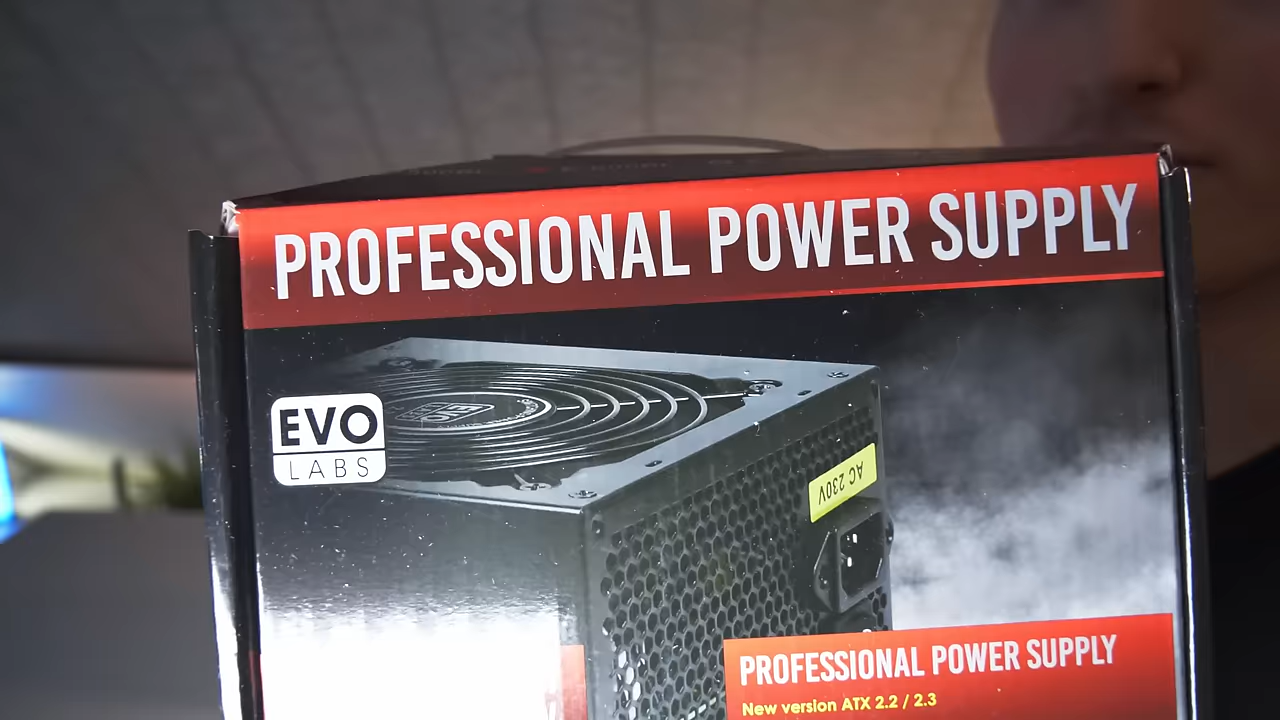 PROFESSIONAL POWER SUPPLY
EVO
LABS
AC 230V
PROFESSIONAL POWER SUPPLY
New version ATX 2.2 / 2.3